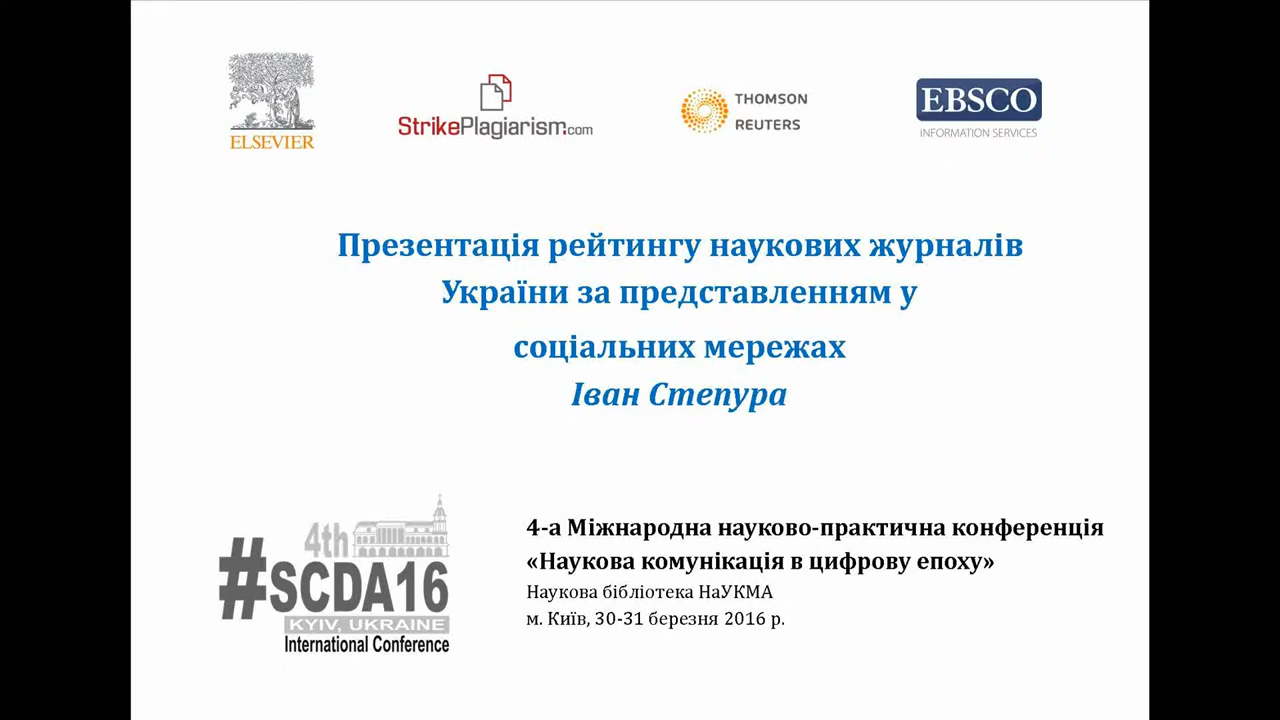 ELSEVIER
StrikePlagiarism.com
THOMSON
REUTERS
EBSCO
INFORMATION SERVICES
Презентація рейтингу наукових журналів
України за представленням у
соціальних мережах
Іван Степура
4th
#SCDA16
KYIV, UKRAINE
International Conference
4-а Міжнародна науково-практична конференція
«Наукова комунікація в цифрову епоху»
Наукова бібліотека НаУКМА
м. Київ, 30-31 березня 2016 р.